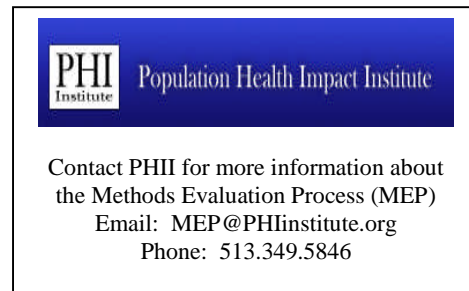 PHI
Institute
Population Health Impact Institute
Contact PHII for more information about
the Methods Evaluation Process (MEP)
Email: MEP@PHIinstitute.org
Phone: 513.349.5846